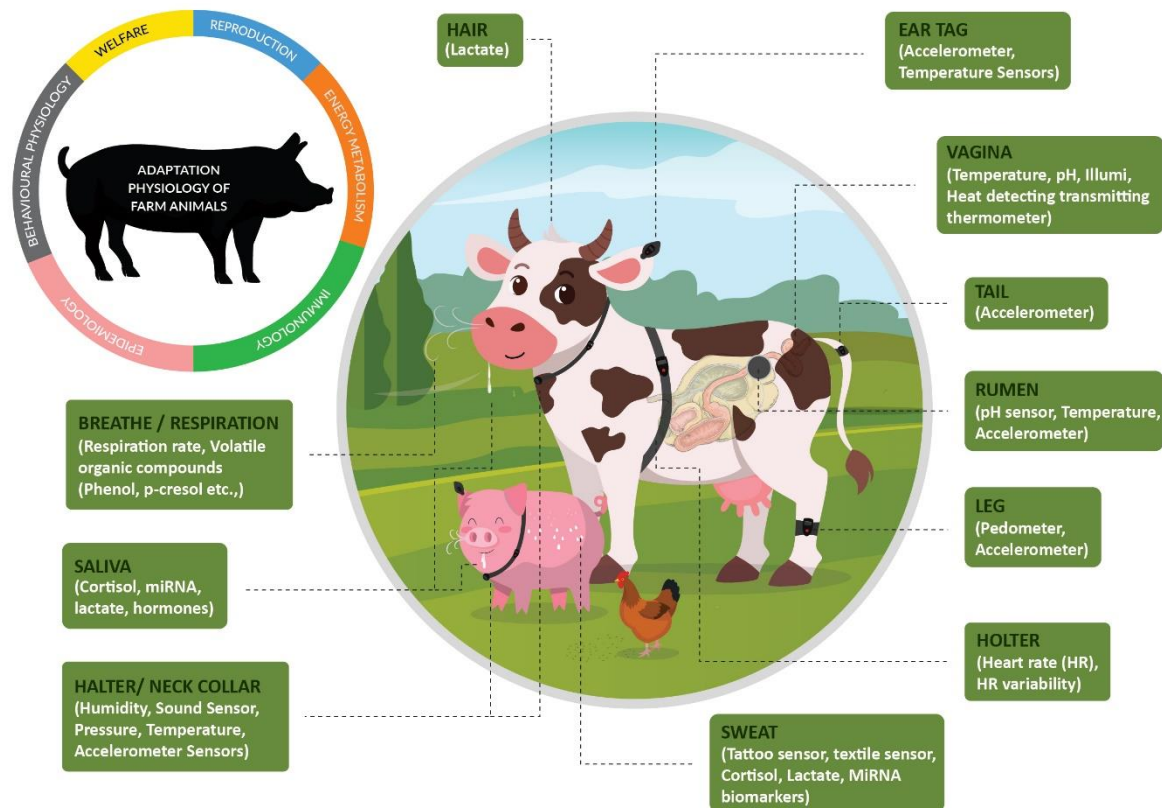 WELFARE
REPRODUCTION
ENERGY METABOLISM
IMMUNOLOGY
EPIDEMIOLOGY
BEHAVIOURAL PHYSIOLOGY
ADAPTATION
PHYSIOLOGY OF
FARM ANIMALS
HAIR
(Lactate)
EAR TAG
(Accelerometer,
Temperature Sensors)
VAGINA
(Temperature, pH, Illumi,
Heat detecting transmitting
thermometer)
TAIL
(Accelerometer)
RUMEN
(pH sensor, Temperature,
Accelerometer)
LEG
(Pedometer,
Accelerometer)
HOLTER
(Heart rate (HR),
HR variability)
BREATHE / RESPIRATION
(Respiration rate, Volatile
organic compounds
(Phenol, p-cresol etc.,)
SALIVA
(Cortisol, miRNA,
lactate, hormones)
HALTER/ NECK COLLAR
(Humidity, Sound Sensor,
Pressure, Temperature,
Accelerometer Sensors)
SWEAT
(Tattoo sensor, textile sensor,
Cortisol, Lactate, MiRNA
biomarkers)